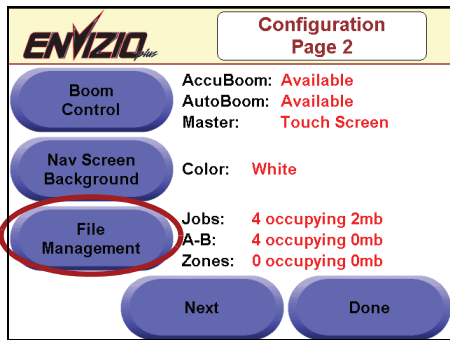 ENVIZIO plus
Configuration
Page 2
Boom
Control
AccuBoom: Available
AutoBoom: Available
Master: Touch Screen
Nav Screen
Background
Color: White
File
Management
Jobs: 4 occupying 2mb
A-B: 4 occupying 0mb
Zones: 0 occupying 0mb
Next
Done